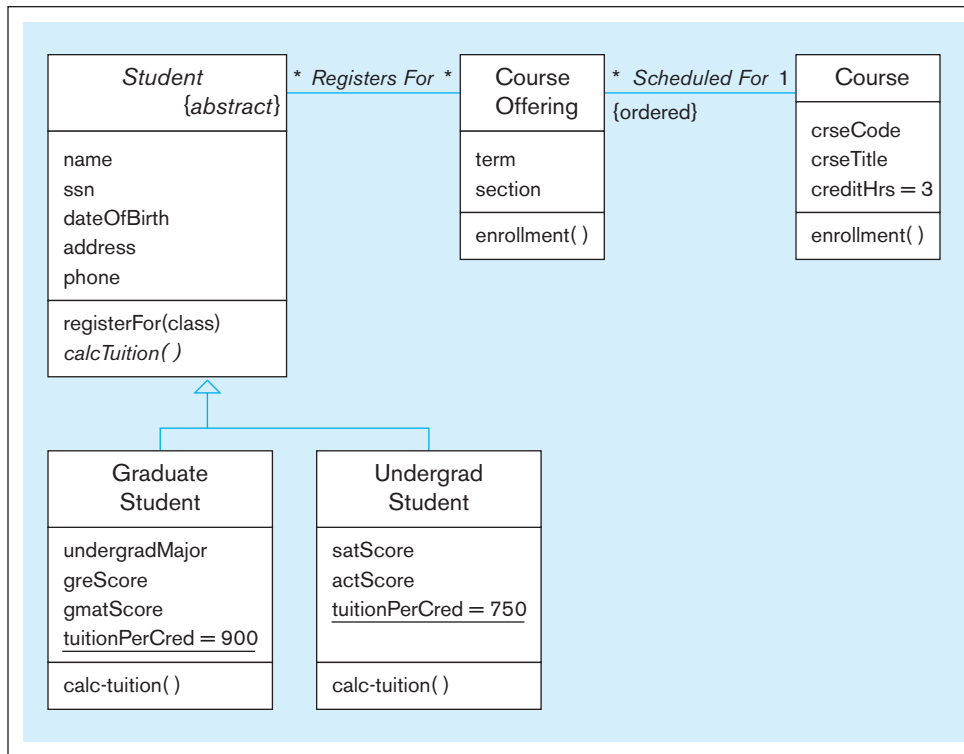 Student
{abstract}
name
ssn
dateOfBirth
address
phone
registerFor(class)
calcTuition( )
* Registers For *
Course
Offering
term
section
enrollment( )
* Scheduled For 1
{ordered}
Course
crseCode
crseTitle
creditHrs = 3
enrollment( )
Graduate
Student
undergradMajor
greScore
gmatScore
tuitionPerCred = 900
calc-tuition( )
Undergrad
Student
satScore
actScore
tuitionPerCred = 750
calc-tuition( )